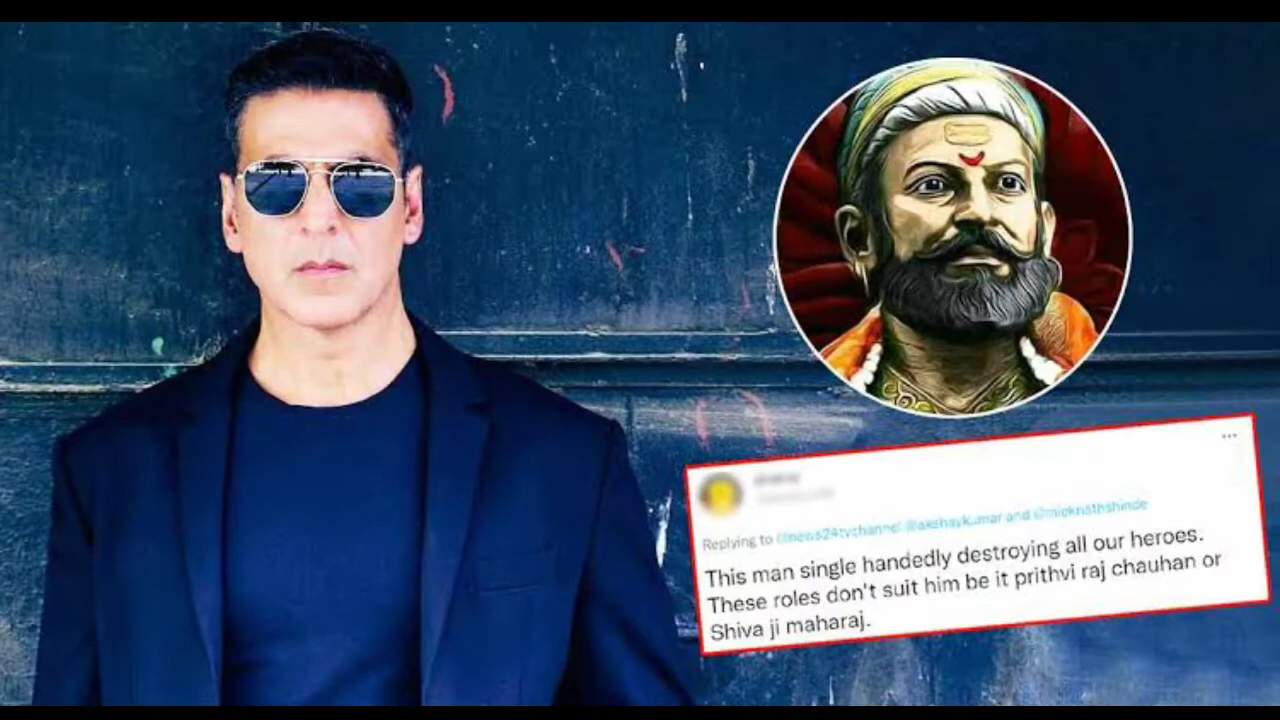 Replying to @news24tvchannel @akshaykumar and @mieknathshinde
This man single handedly destroying all our heroes.
These roles don't suit him be it prithvi raj chauhan or
Shiva ji maharaj.